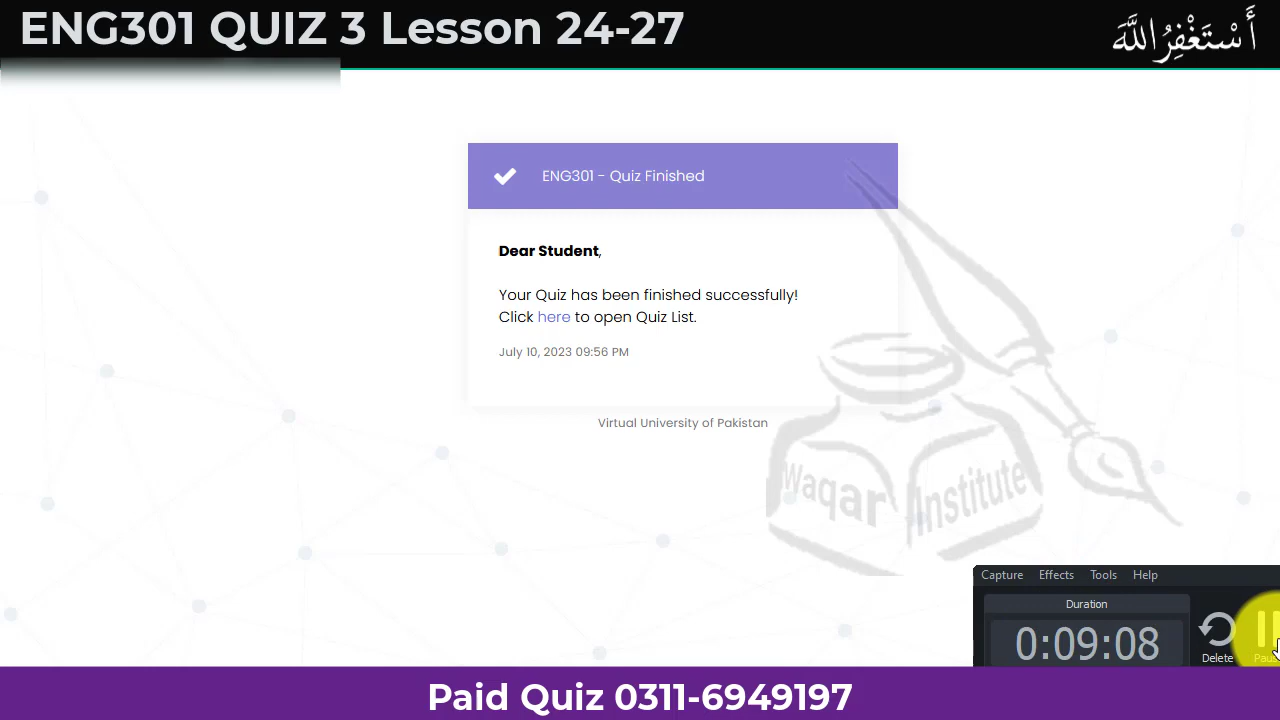 ENG301 QUIZ 3 Lesson 24-27
أَسْتَغْفِرُ اللَّه
ENG301 - Quiz Finished
Dear Student,
Your Quiz has been finished successfully!
Click here to open Quiz List.
July 10, 2023 09:56 PM
Virtual University of Pakistan
Waqar Institute
Capture Effects Tools Help
Duration
0:09:08
Delete
Paid Quiz 0311-6949197